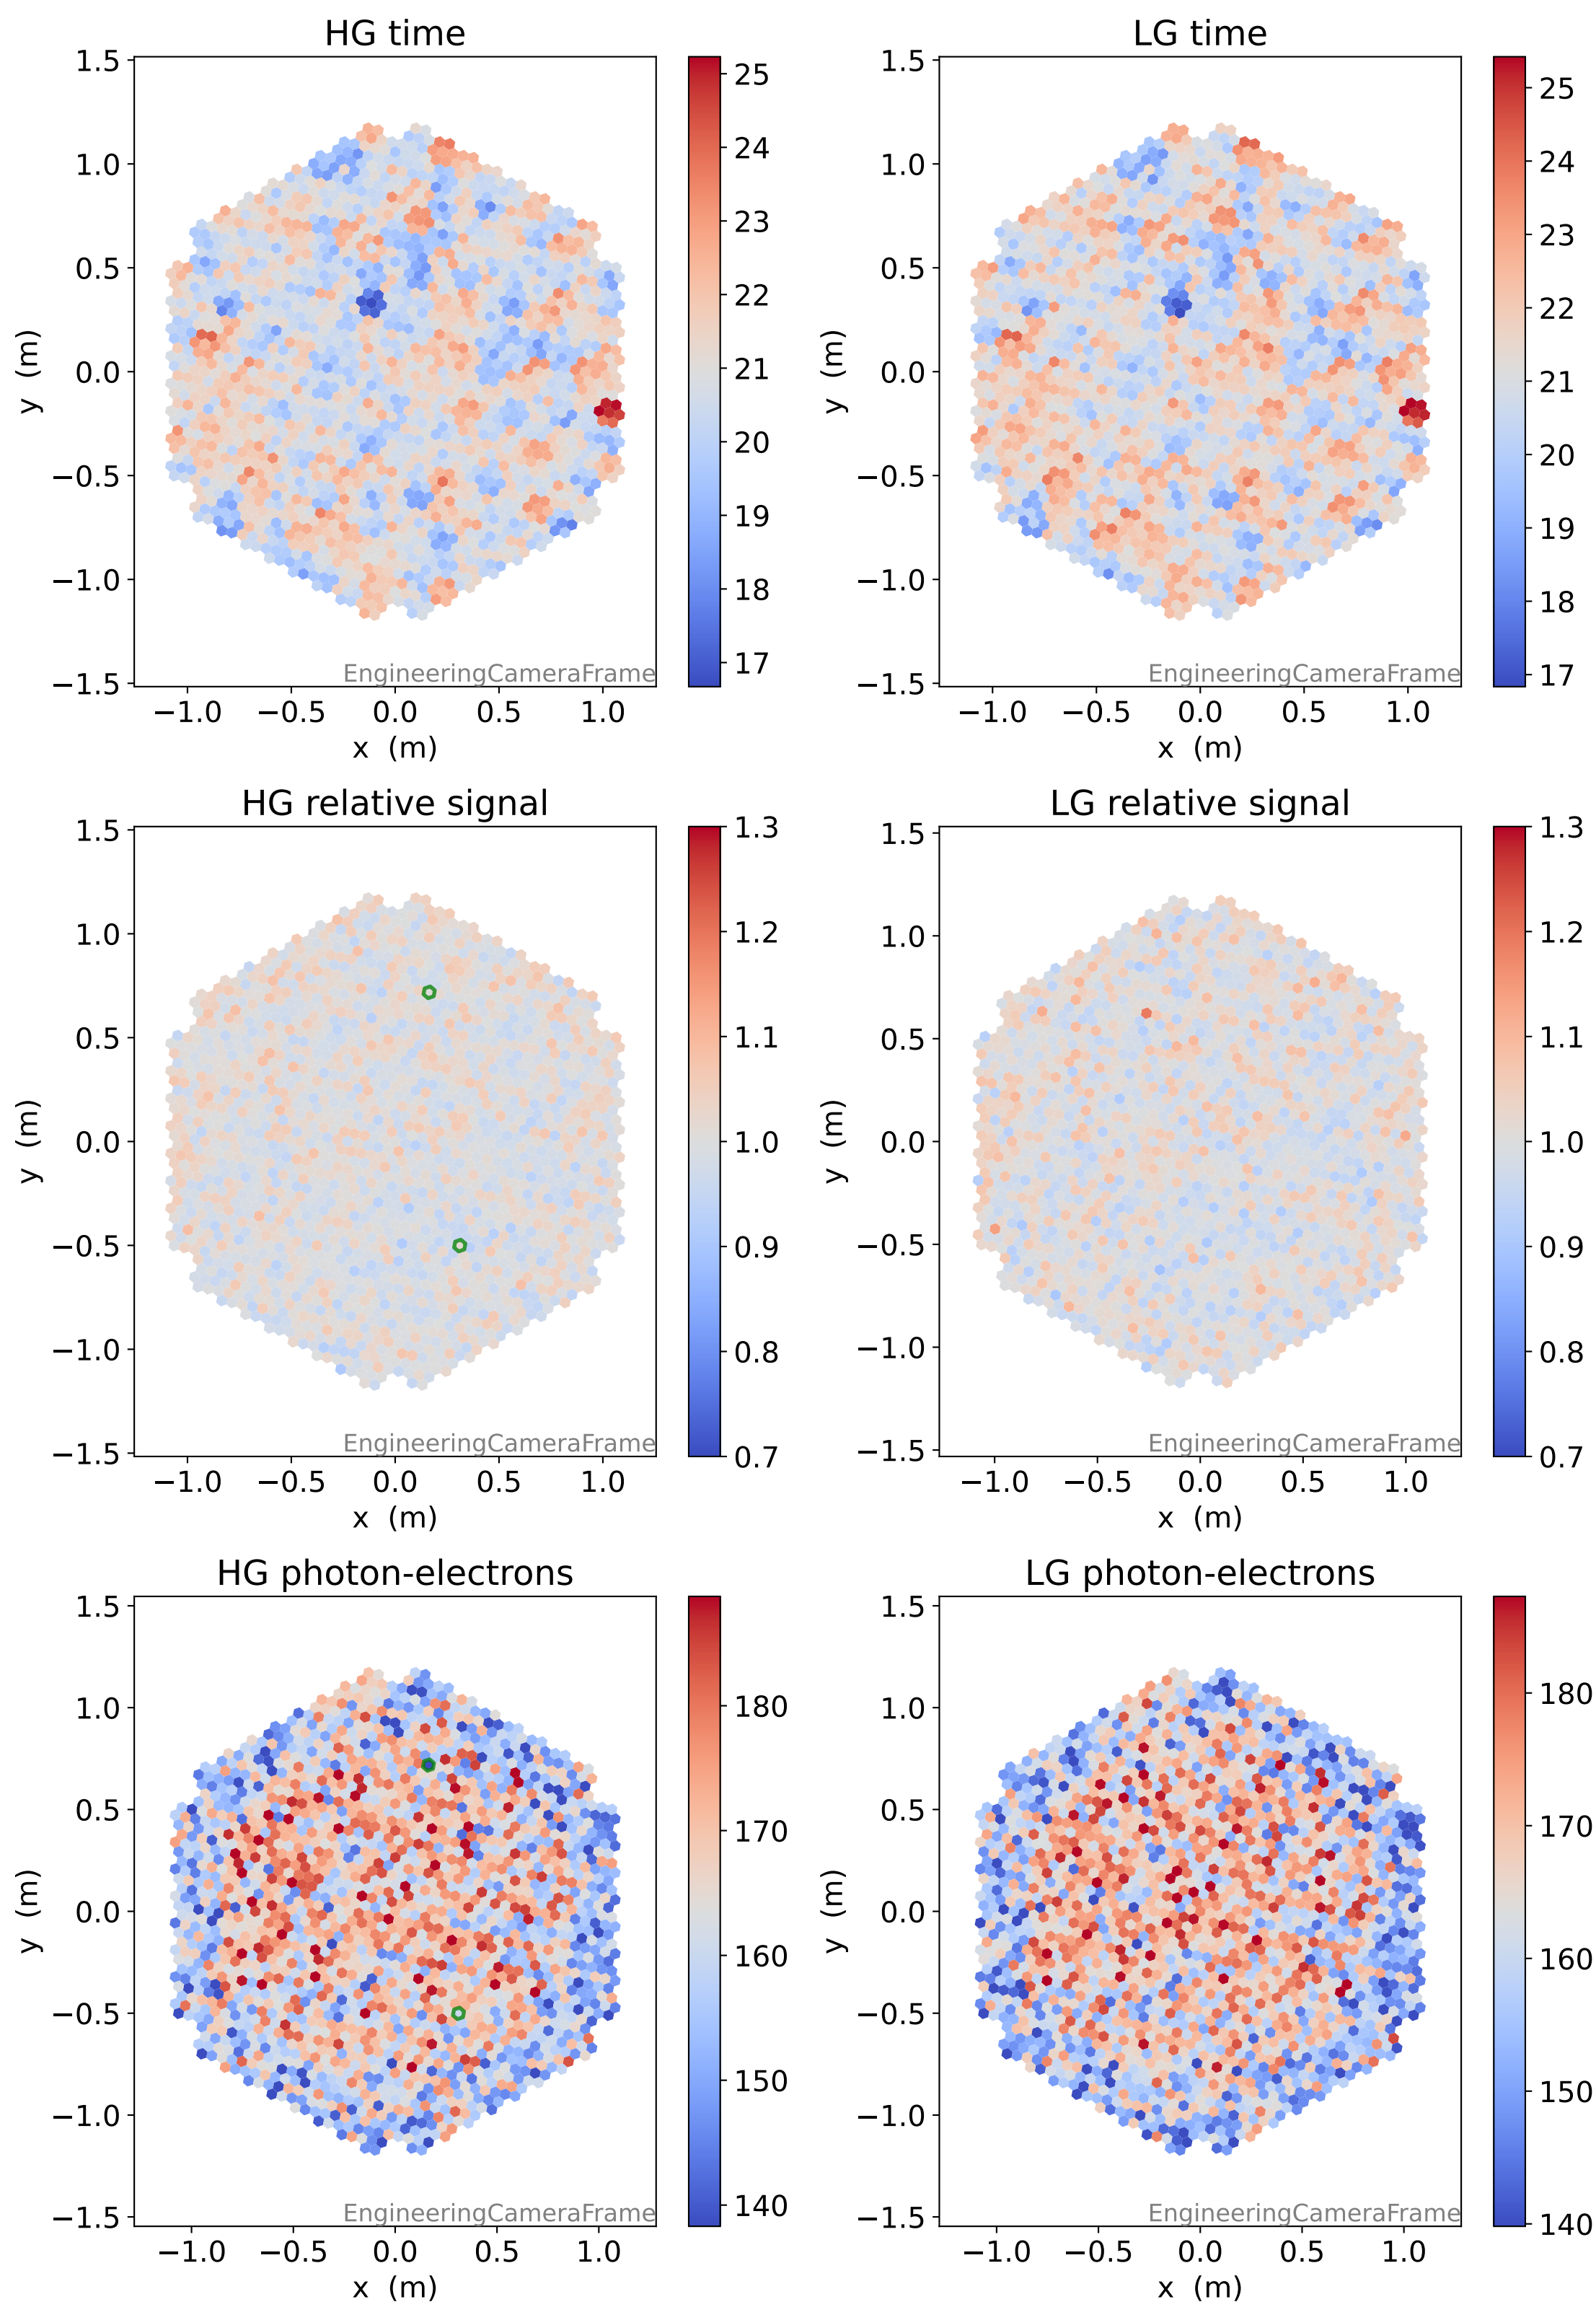 HG time
1.5
1.0
0.5
0.0
−0.5
−1.0
−1.5
y (m)
−1.0 −0.5 0.0 0.5 1.0
x (m)
EngineeringCameraFrame
25
24
23
22
21
20
19
18
17
LG time
1.5
1.0
0.5
0.0
−0.5
−1.0
−1.5
y (m)
−1.0 −0.5 0.0 0.5 1.0
x (m)
EngineeringCameraFrame
25
24
23
22
21
20
19
18
17
HG relative signal
1.5
1.0
0.5
0.0
−0.5
−1.0
−1.5
y (m)
−1.0 −0.5 0.0 0.5 1.0
x (m)
EngineeringCameraFrame
1.3
1.2
1.1
1.0
0.9
0.8
0.7
LG relative signal
1.5
1.0
0.5
0.0
−0.5
−1.0
−1.5
y (m)
−1.0 −0.5 0.0 0.5 1.0
x (m)
EngineeringCameraFrame
1.3
1.2
1.1
1.0
0.9
0.8
0.7
HG photon-electrons
1.5
1.0
0.5
0.0
−0.5
−1.0
−1.5
y (m)
−1.0 −0.5 0.0 0.5 1.0
x (m)
EngineeringCameraFrame
180
170
160
150
140
LG photon-electrons
1.5
1.0
0.5
0.0
−0.5
−1.0
−1.5
y (m)
−1.0 −0.5 0.0 0.5 1.0
x (m)
EngineeringCameraFrame
180
170
160
150
140